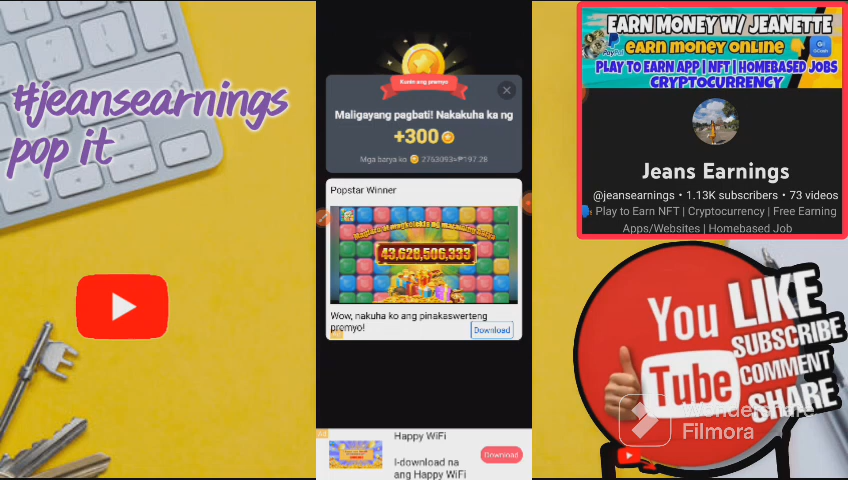 #jeansearnings
pop it
Kunin ang premyo
Maligayang pagbati! Nakakuha ka ng
+300
Mga barya ko 2763093≈₱197.28
Popstar Winner
43,628,506,333
Wow, nakuha ko ang pinakaswerteng
premyo!
Download
Happy WiFi
I-download na
ang Happy WiFi
Download
EARN MONEY W/ JEANETTE
PayPal
earn money online
GCash
PLAY TO EARN APP | NFT | HOMEBASED JOBS
CRYPTOCURRENCY
Jeans Earnings
@jeansearnings • 1.13K subscribers • 73 videos
Play to Earn NFT | Cryptocurrency | Free Earning
Apps/Websites | Homebased Job
You Tube
LIKE
SUBSCRIBE
COMMENT
SHARE
Wondershare
Filmora